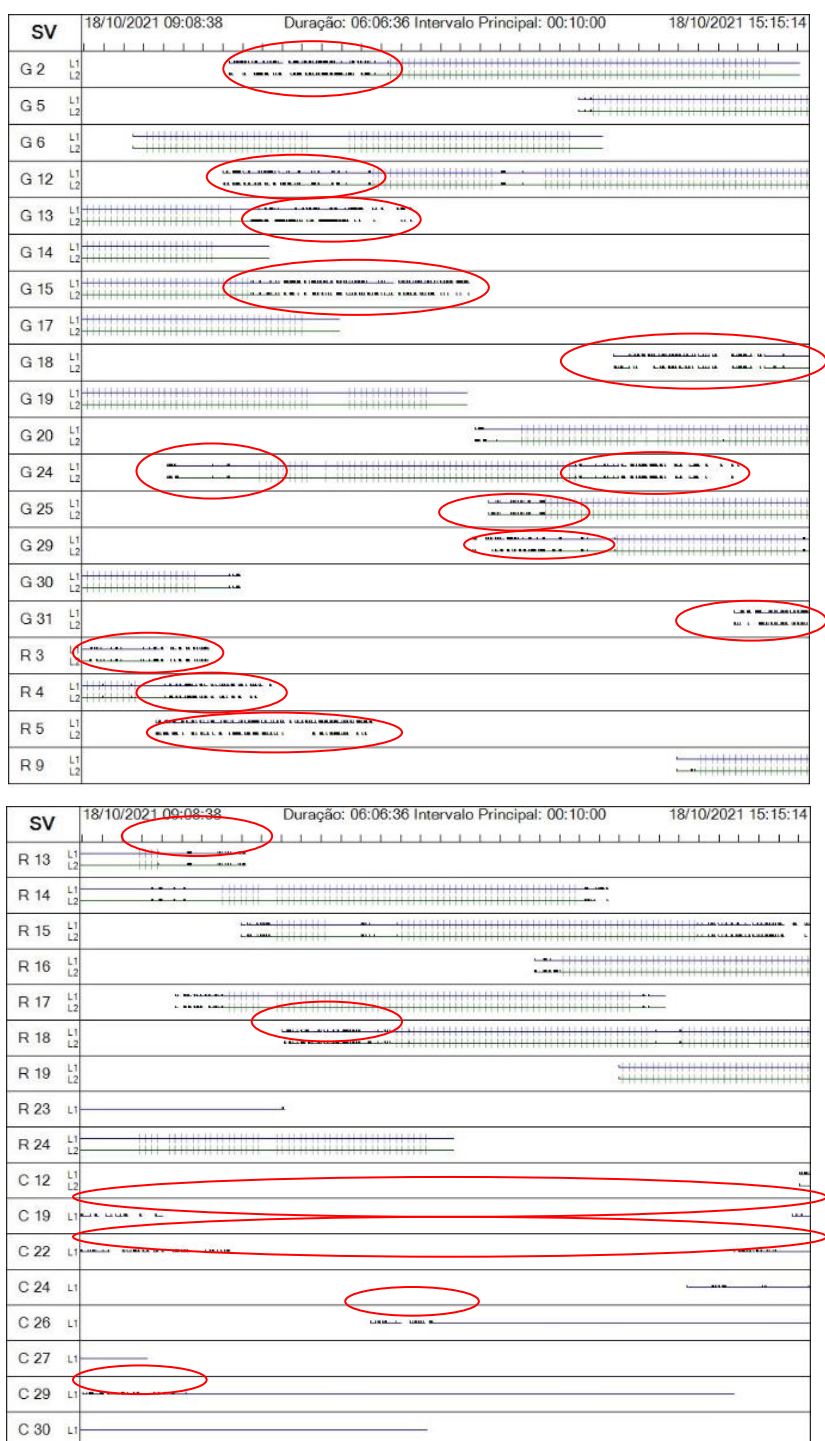 SV 18/10/2021 09:08:38 Duração: 06:06:36 Intervalo Principal: 00:10:00 18/10/2021 15:15:14
G 2 L1
L2
G 5 L1
L2
G 6 L1
L2
G 12 L1
L2
G 13 L1
L2
G 14 L1
L2
G 15 L1
L2
G 17 L1
L2
G 18 L1
L2
G 19 L1
L2
G 20 L1
L2
G 24 L1
L2
G 25 L1
L2
G 29 L1
L2
G 30 L1
L2
G 31 L1
L2
R 3 L1
L2
R 4 L1
L2
R 5 L1
L2
R 9 L1
L2
SV 18/10/2021 09:08:38 Duração: 06:06:36 Intervalo Principal: 00:10:00 18/10/2021 15:15:14
R 13 L1
L2
R 14 L1
L2
R 15 L1
L2
R 16 L1
L2
R 17 L1
L2
R 18 L1
L2
R 19 L1
L2
R 23 L1
R 24 L1
L2
C 12 L1
L2
C 19 L1
C 22 L1
C 24 L1
C 26 L1
C 27 L1
C 29 L1
C 30 L1